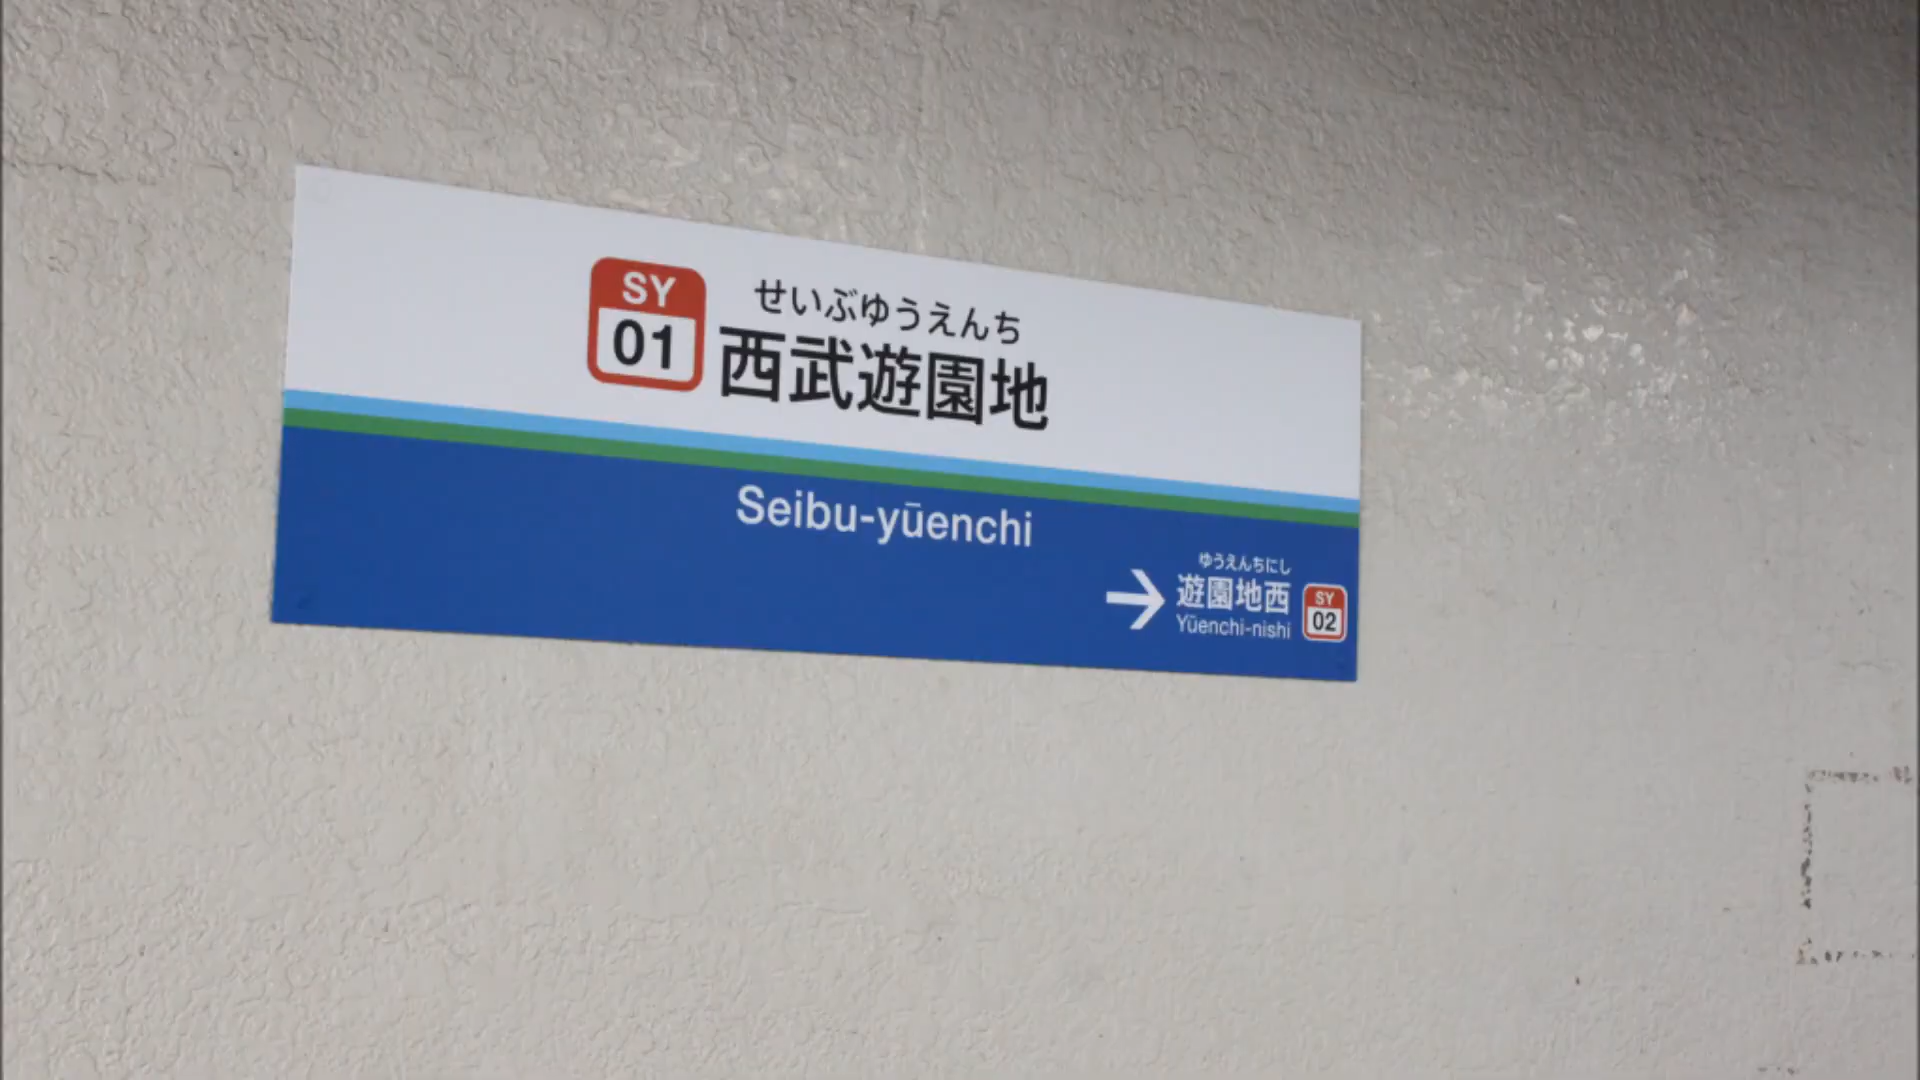 SY
01
せいぶゆうえんち
西武遊園地
Seibu-yūenchi
→
ゆうえんちにし
遊園地西
Yūenchi-nishi
SY
02